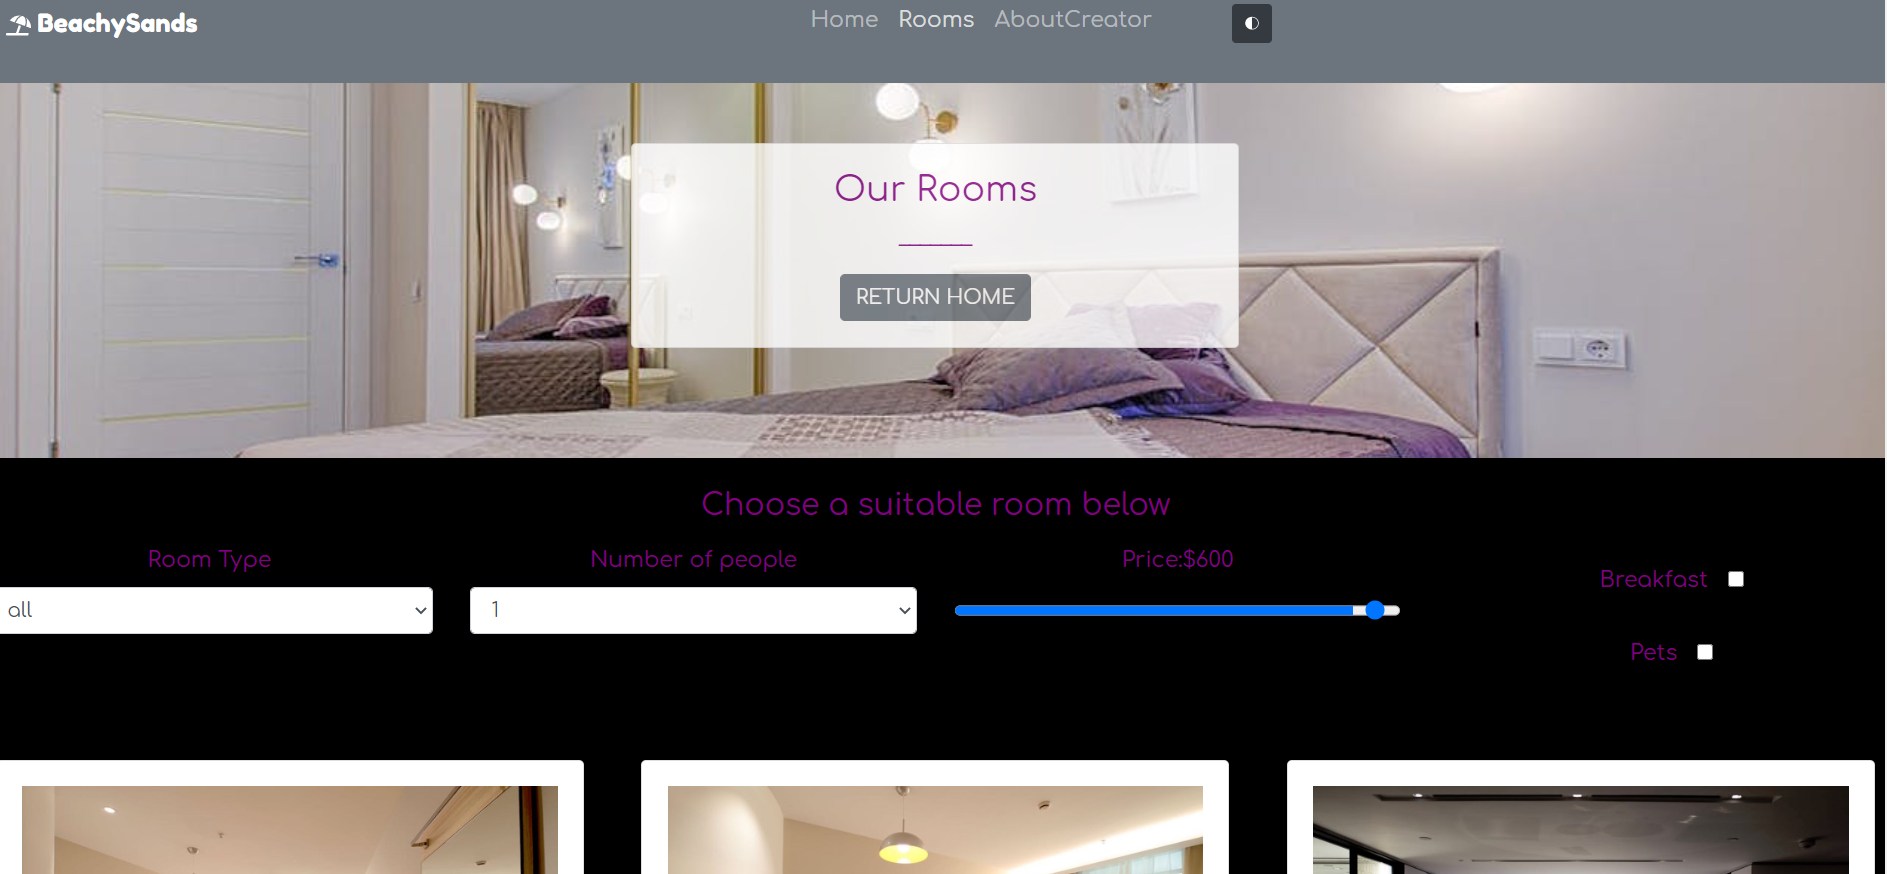 BeachySands
Home Rooms AboutCreator
Our Rooms
RETURN HOME
Choose a suitable room below
Room Type
Number of people
Price:$600
all
1
Breakfast
Pets